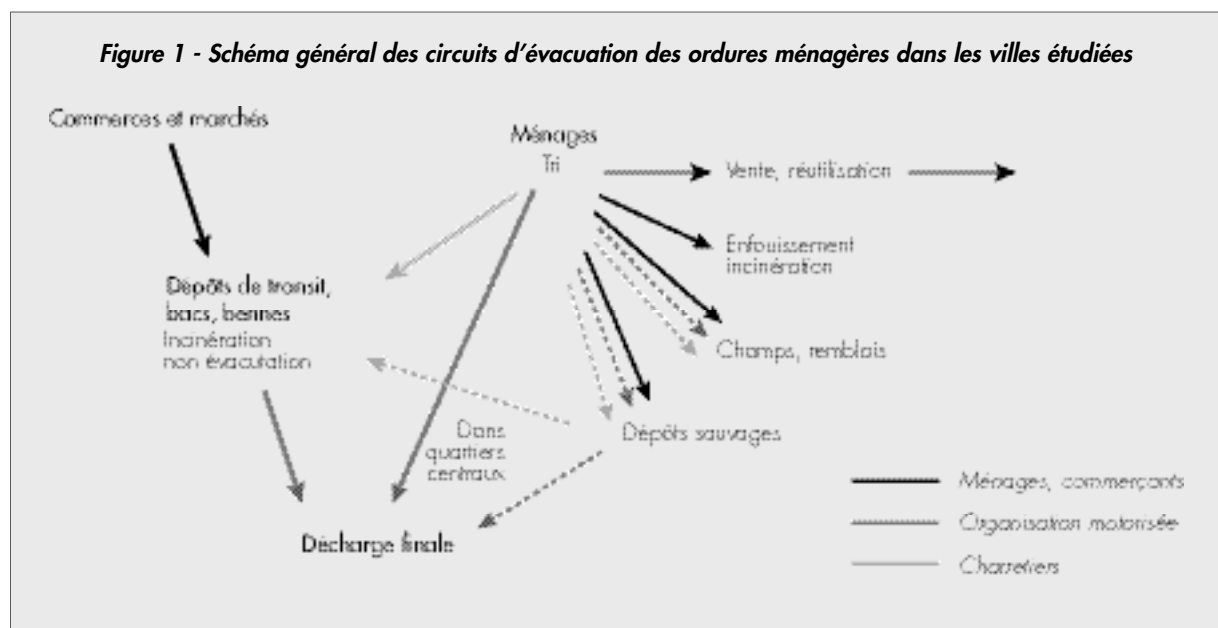 Figure 1 - Schéma général des circuits d’évacuation des ordures ménagères dans les villes étudiées
Commerces et marchés
Ménages
Tri
Vente, réutilisation
Enfouissement
incinération
Dépôts de transit,
bacs, bennes
Incinération
non évacutation
Champs, remblais
Dans
quartiers
centraux
Dépôts sauvages
Décharge finale
Ménages, commerçants
Organisation motorisée
Charretiers